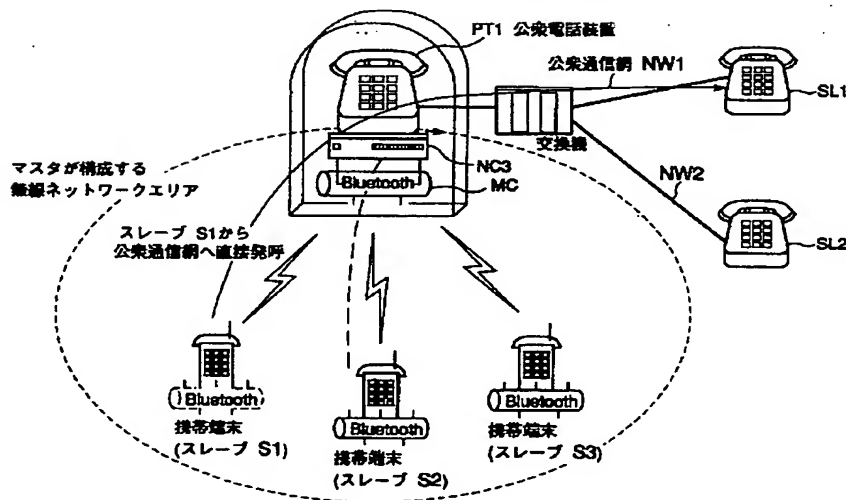 PT1 公衆電話装置
公衆通信網 NW1
SL1
交換機
マスタが構成する
無線ネットワークエリア
NC3
Bluetooth
MC
NW2
スレーブ S1から
公衆通信網へ直接発呼
SL2
Bluetooth
携帯端末
(スレーブ S1)
Bluetooth
携帯端末
(スレーブ S2)
Bluetooth
携帯端末
(スレーブ S3)